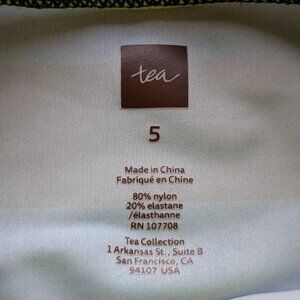 tea
5
Made in China
Fabriqué en Chine
80% nylon
20% elastane
/élasthanne
RN 107708
Tea Collection
1 Arkansas St., Suite B
San Francisco, CA
94107 USA